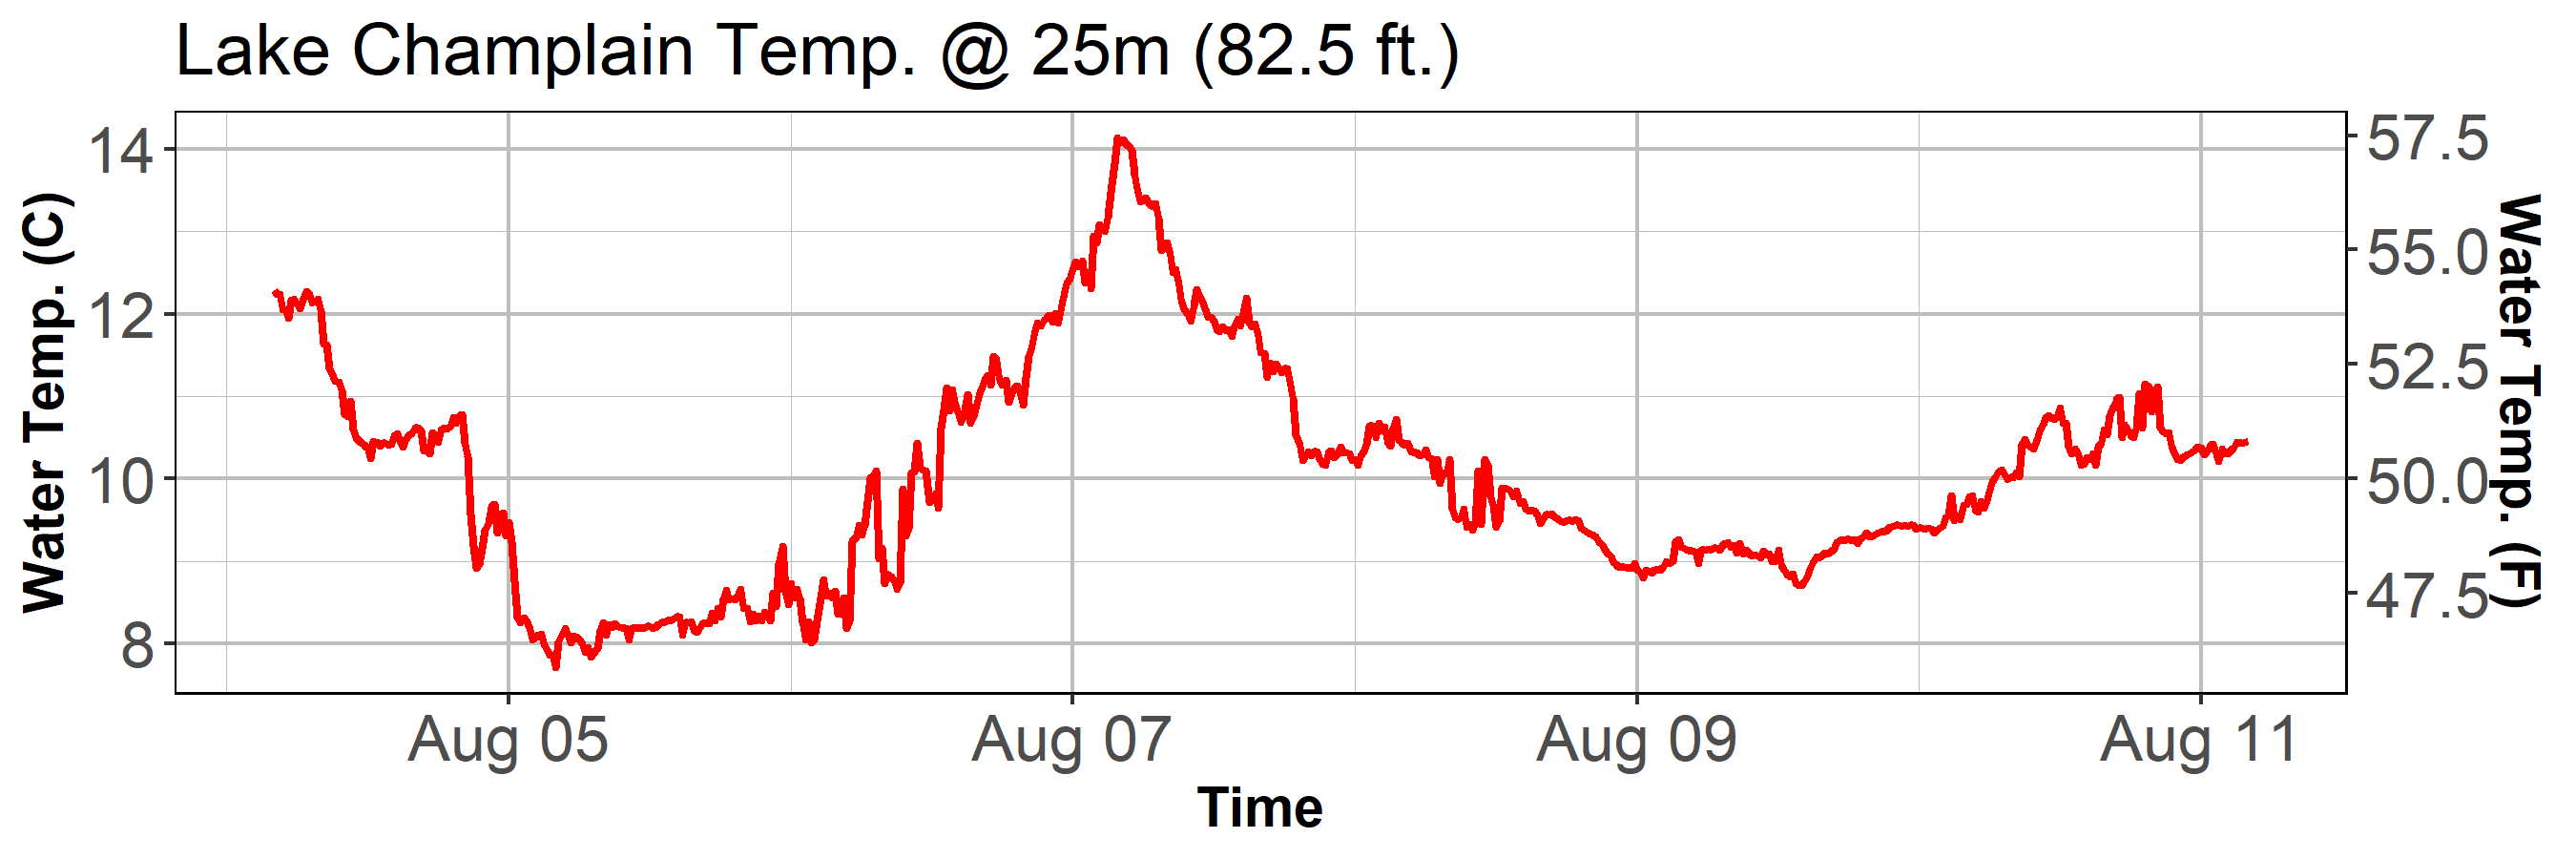 Lake Champlain Temp. @ 25m (82.5 ft.)
Water Temp. (C)
14
12
10
8
57.5
55.0
52.5
50.0
47.5
Water Temp. (F)
Aug 05
Aug 07
Aug 09
Aug 11
Time